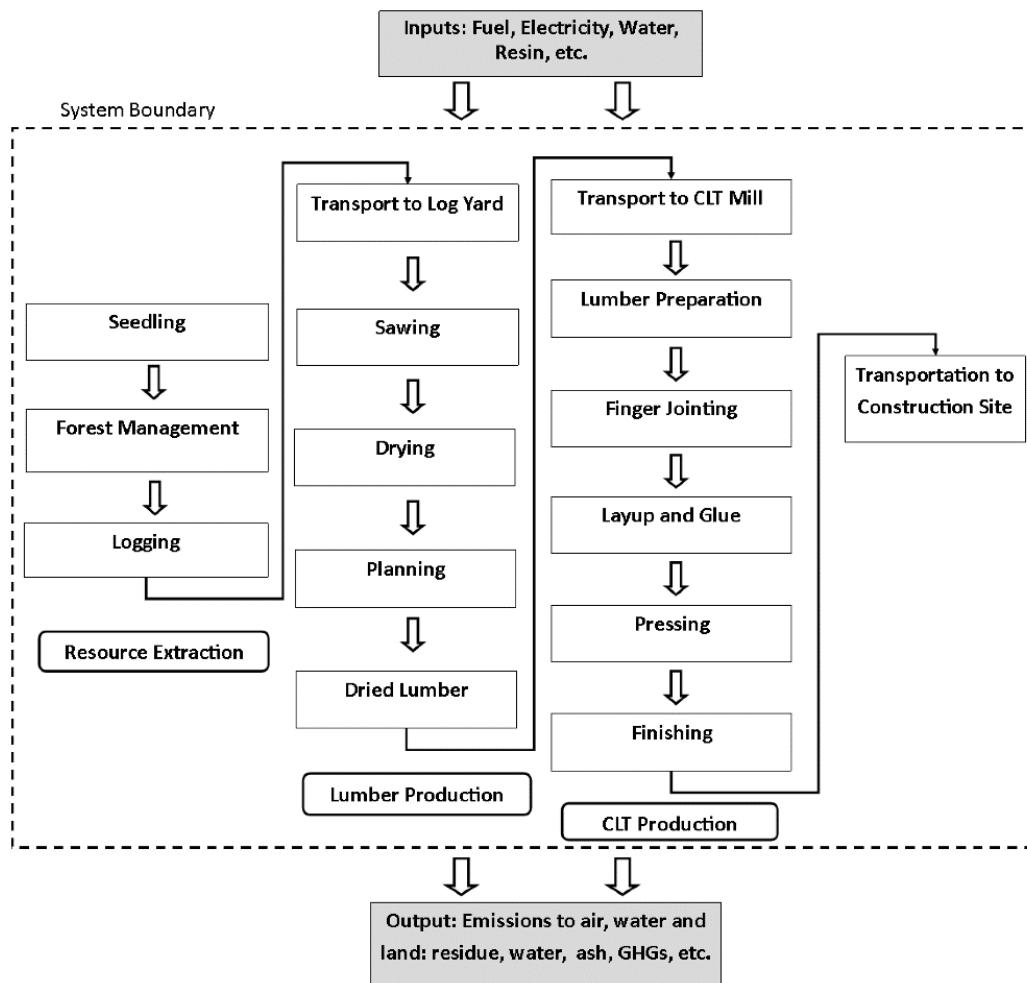 Inputs: Fuel, Electricity, Water,
Resin, etc.
System Boundary
Seedling
Forest Management
Logging
Resource Extraction
Transport to Log Yard
Sawing
Drying
Planning
Dried Lumber
Lumber Production
Transport to CLT Mill
Lumber Preparation
Finger Jointing
Layup and Glue
Pressing
Finishing
CLT Production
Transportation to
Construction Site
Output: Emissions to air, water and
land: residue, water, ash, GHGs, etc.